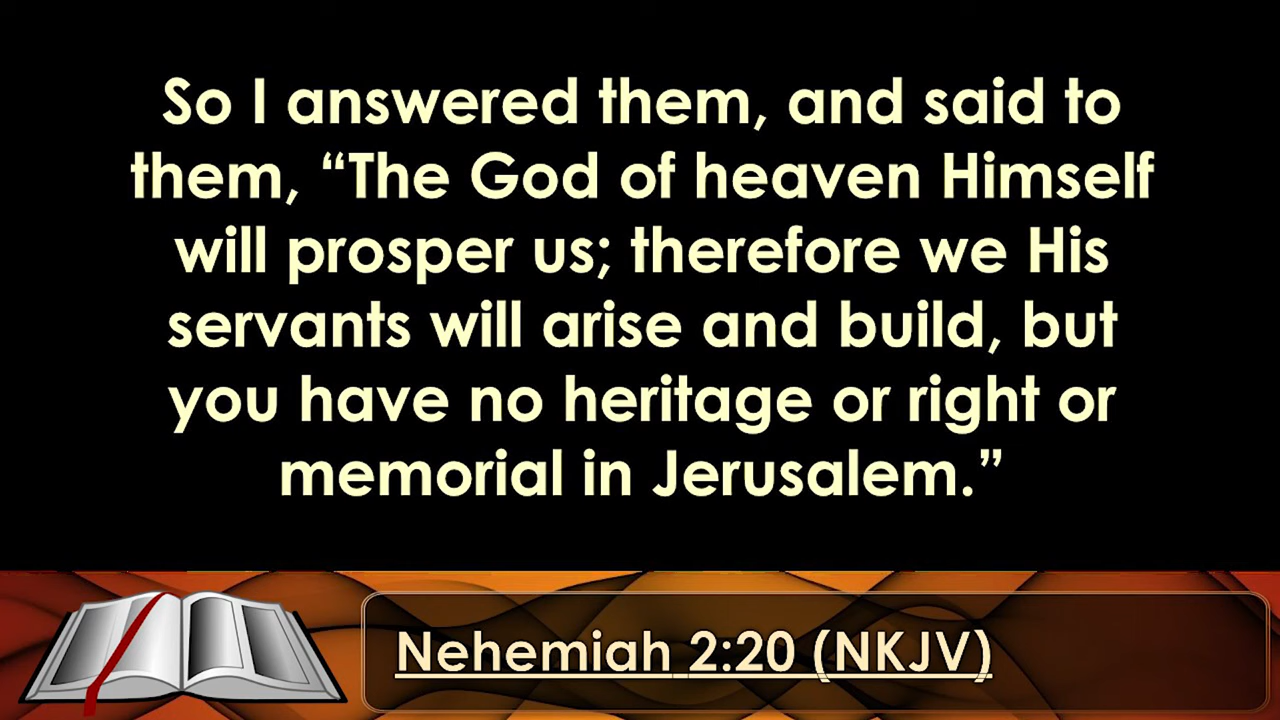 So I answered them, and said to
them, “The God of heaven Himself
will prosper us; therefore we His
servants will arise and build, but
you have no heritage or right or
memorial in Jerusalem.”
Nehemiah 2:20 (NKJV)